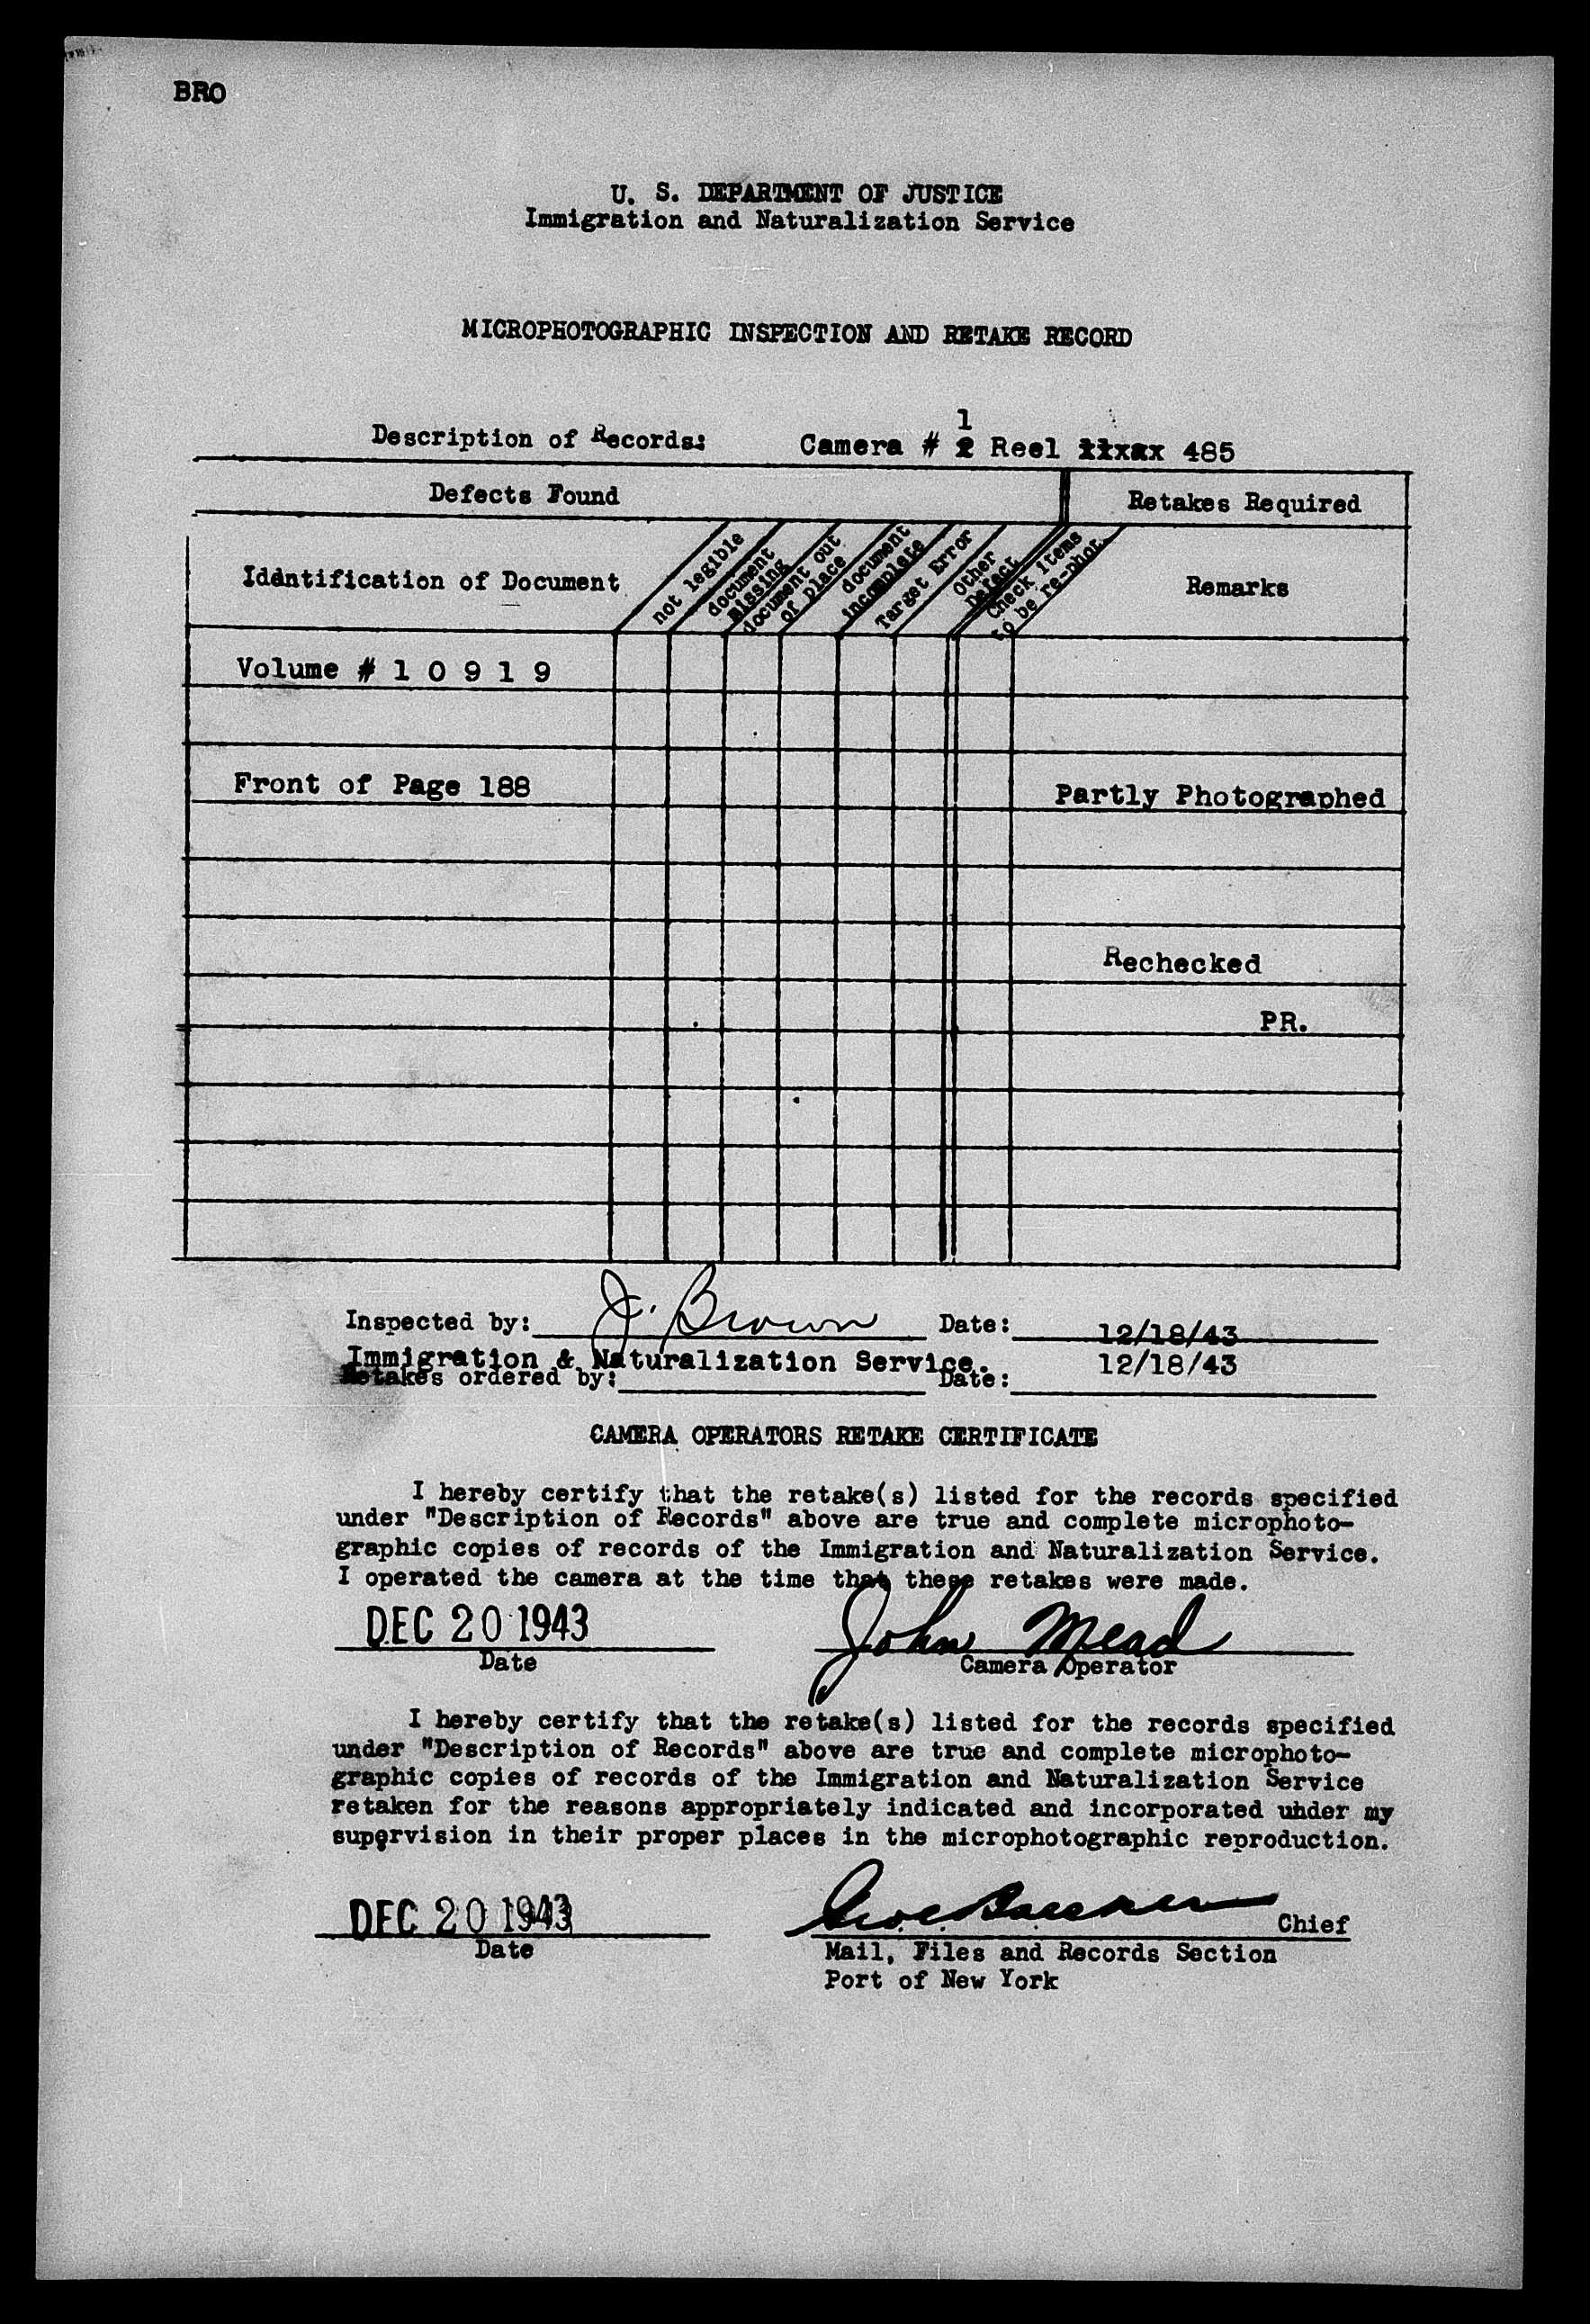 BRO
U. S. DEPARTMENT OF JUSTICE
Immigration and Naturalization Service
MICROPHOTOGRAPHIC INSPECTION AND RETAKE RECORD
1
Description of Records: Camera # 2 Reel 485
Defects Found Retakes Required
Identification of Document
not legible
document missing
document out of place
document incomplete
Target Error
Other Defect
Check items to be re-phot.
Remarks
Volume # 1 0 9 1 9
Front of Page 188 Partly Photographed
Rechecked
PR.
Inspected by: J. Brown Date: 12/18/43
Immigration & Naturalization Service. 12/18/43
Retakes ordered by: Date:
CAMERA OPERATORS RETAKE CERTIFICATE
I hereby certify that the retake(s) listed for the records specified
under "Description of Records" above are true and complete microphoto-
graphic copies of records of the Immigration and Naturalization Service.
I operated the camera at the time that these retakes were made.
DEC 20 1943 John Mead
Date Camera Operator
I hereby certify that the retake(s) listed for the records specified
under "Description of Records" above are true and complete microphoto-
graphic copies of records of the Immigration and Naturalization Service
retaken for the reasons appropriately indicated and incorporated under my
supervision in their proper places in the microphotographic reproduction.
DEC 20 1943 Chief
Date Mail, Files and Records Section
Port of New York